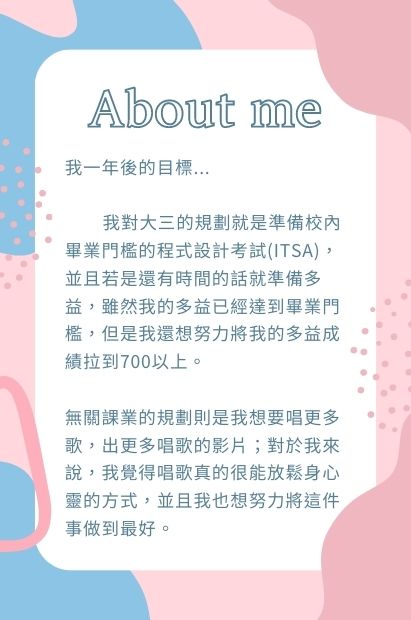 About me
我一年後的目標...
我對大三的規劃就是準備校內
畢業門檻的程式設計考試(ITSA)，
並且若是還有時間的話就準備多
益，雖然我的多益已經達到畢業門
檻，但是我還想努力將我的多益成
績拉到700以上。
無關課業的規劃則是我想要唱更多
歌，出更多唱歌的影片；對於我來
說，我覺得唱歌真的很能放鬆身心
靈的方式，並且我也想努力將這件
事做到最好。